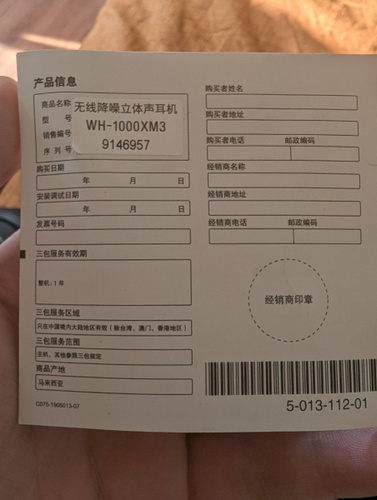 产品信息
商品名称
无线降噪立体声耳机
型 号
WH-1000XM3
销售编号
序 列 号
9146957
购买日期
年 月 日
安装调试日期
年 月 日
发票号码
三包服务有效期
整机：1 年
三包服务区域
只在中国境内大陆地区有效（除台湾、澳门、香港地区）
三包服务范围
主机，其他参照三包规定
商品产地
马来西亚
C075-1905013-07
购买者姓名
购买者地址
购买者电话 邮政编码
经销商名称
经销商地址
经销商电话 邮政编码
经销商印章
5-013-112-01